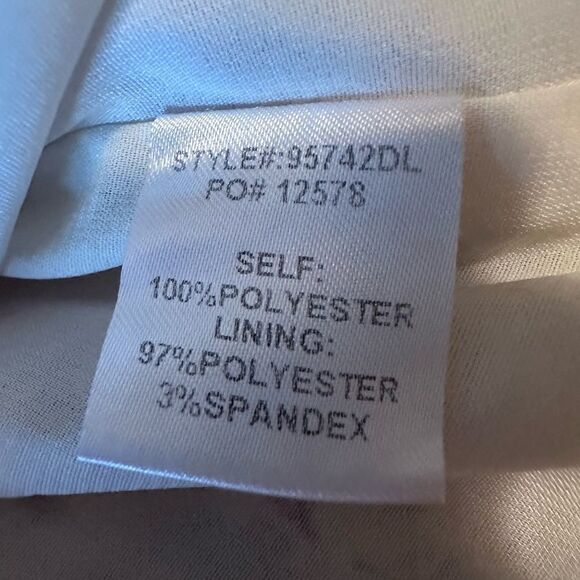 STYLE#:95742DL
PO# 12578
SELF:
100%POLYESTER
LINING:
97%POLYESTER
3%SPANDEX